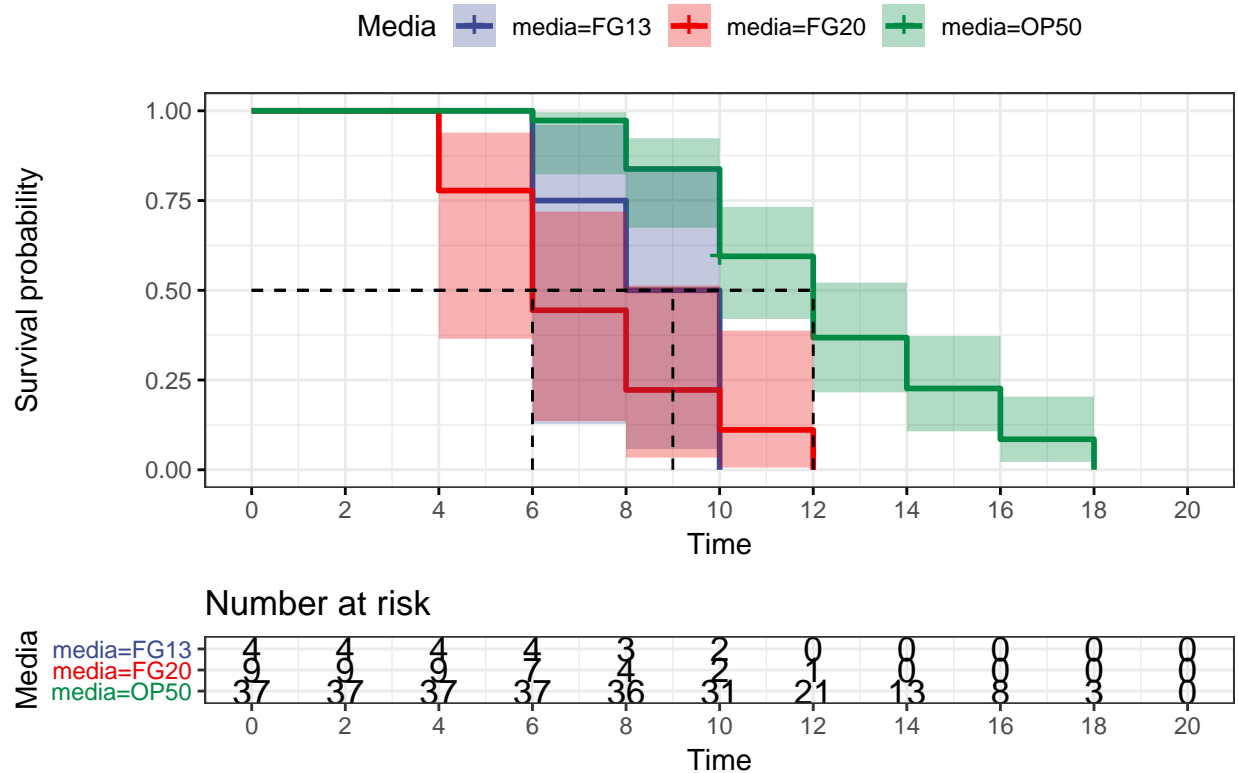 Media media=FG13 media=FG20 media=OP50
Survival probability
1.00
0.75
0.50
0.25
0.00
0 2 4 6 8 10 12 14 16 18 20
Time
Number at risk
Media
media=FG13 4 4 4 4 3 2 0 0 0 0 0
media=FG20 9 9 9 7 4 2 1 0 0 0 0
media=OP50 37 37 37 37 36 31 21 13 8 3 0
0 2 4 6 8 10 12 14 16 18 20
Time